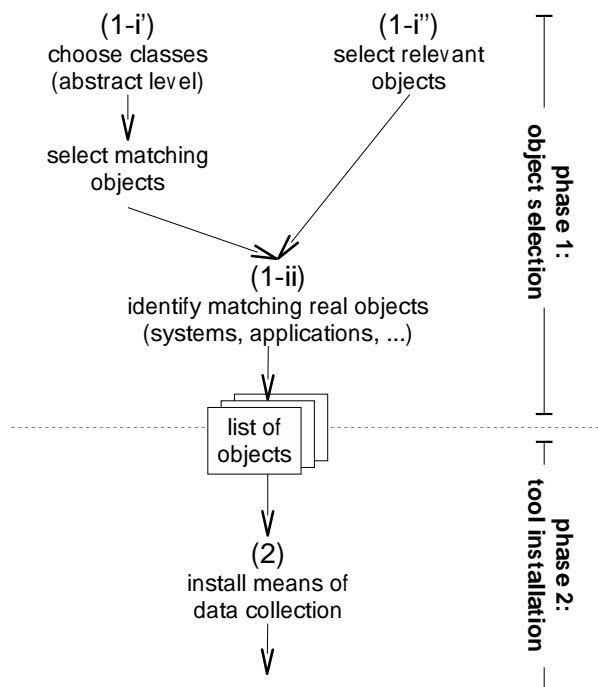 (1-i')
choose classes
(abstract level)
select matching
objects
(1-i'')
select relevant
objects
(1-ii)
identify matching real objects
(systems, applications, ...)
list of
objects
(2)
install means of
data collection
phase 1:
object selection
phase 2:
tool installation